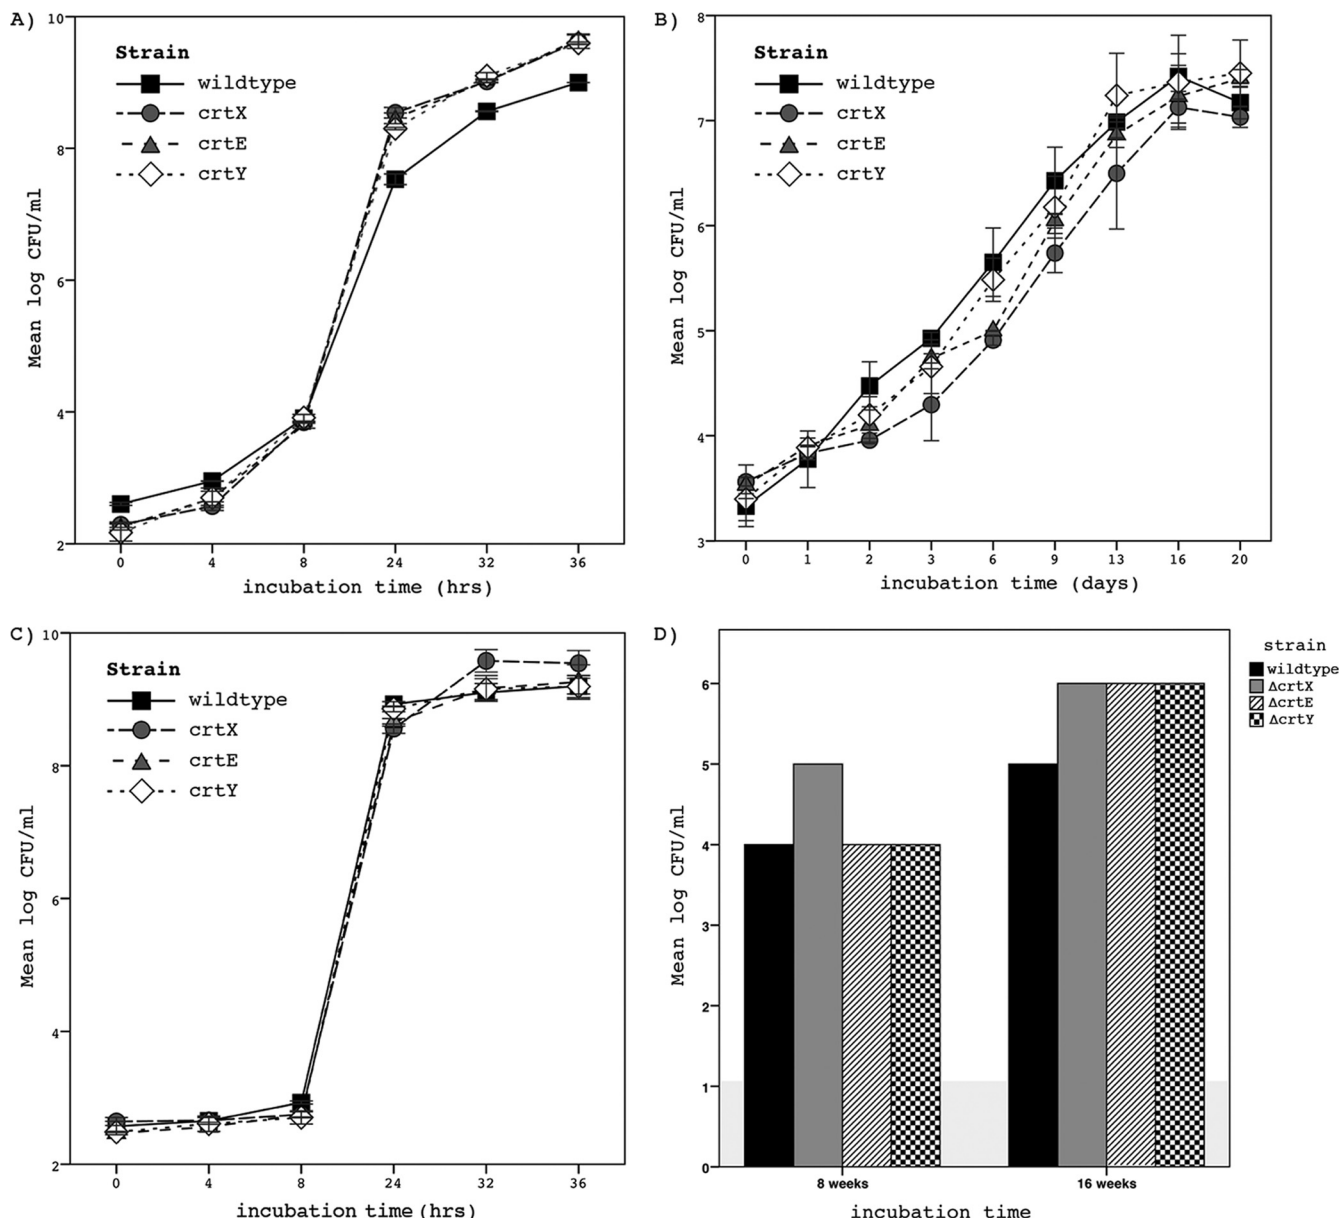 A)
Strain
wildtype
crtX
crtE
crtY
Mean log CFU/ml
10
8
6
4
2
0 4 8 24 32 36
incubation time (hrs)
B)
Strain
wildtype
crtX
crtE
crtY
Mean log CFU/ml
8
7
6
5
4
3
0 1 2 3 6 9 13 16 20
incubation time (days)
C)
Strain
wildtype
crtX
crtE
crtY
Mean log CFU/ml
10
8
6
4
2
0 4 8 24 32 36
incubation time (hrs)
D)
strain
wildtype
ΔcrtX
ΔcrtE
ΔcrtY
Mean log CFU/ml
6
5
4
3
2
1
0
8 weeks 16 weeks
incubation time